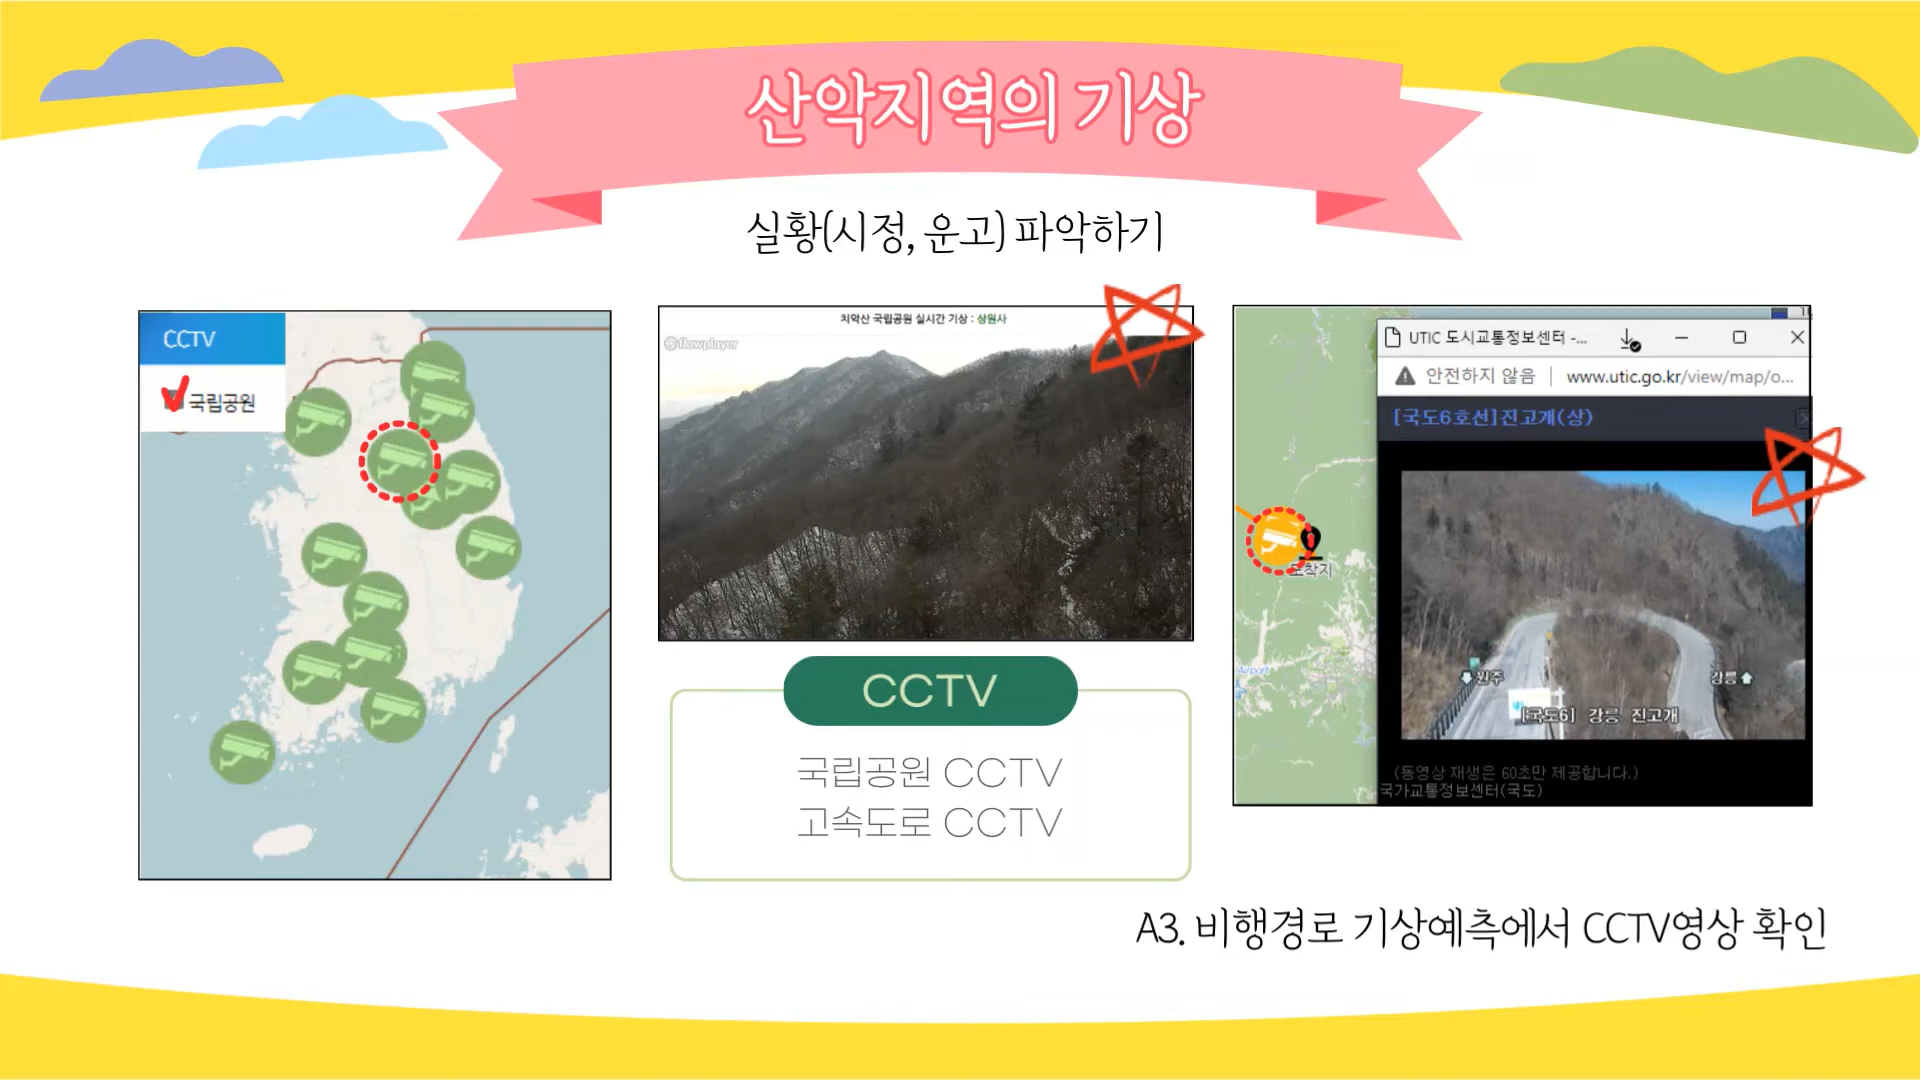 산악지역의 기상
실황(시정, 운고) 파악하기
CCTV
국립공원
치악산 국립공원 실시간 기상 : 상원사
flowplayer
UTIC 도시교통정보센터 -...
안전하지 않음
www.utic.go.kr/view/map/o...
[국도6호선]진고개(상)
도착지
Airport
원주
강릉
[국도6] 강릉 진고개
(동영상 재생은 60초만 제공합니다.)
국가교통정보센터(국도)
CCTV
국립공원 CCTV
고속도로 CCTV
A3. 비행경로 기상예측에서 CCTV영상 확인